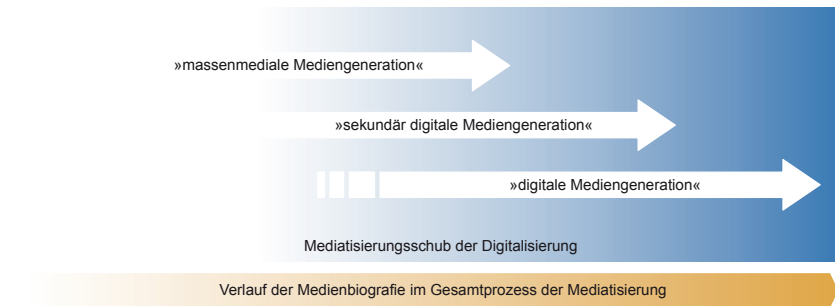 »massenmediale Mediengeneration«
»sekundär digitale Mediengeneration«
»digitale Mediengeneration«
Mediatisierungsschub der Digitalisierung
Verlauf der Medienbiografie im Gesamtprozess der Mediatisierung